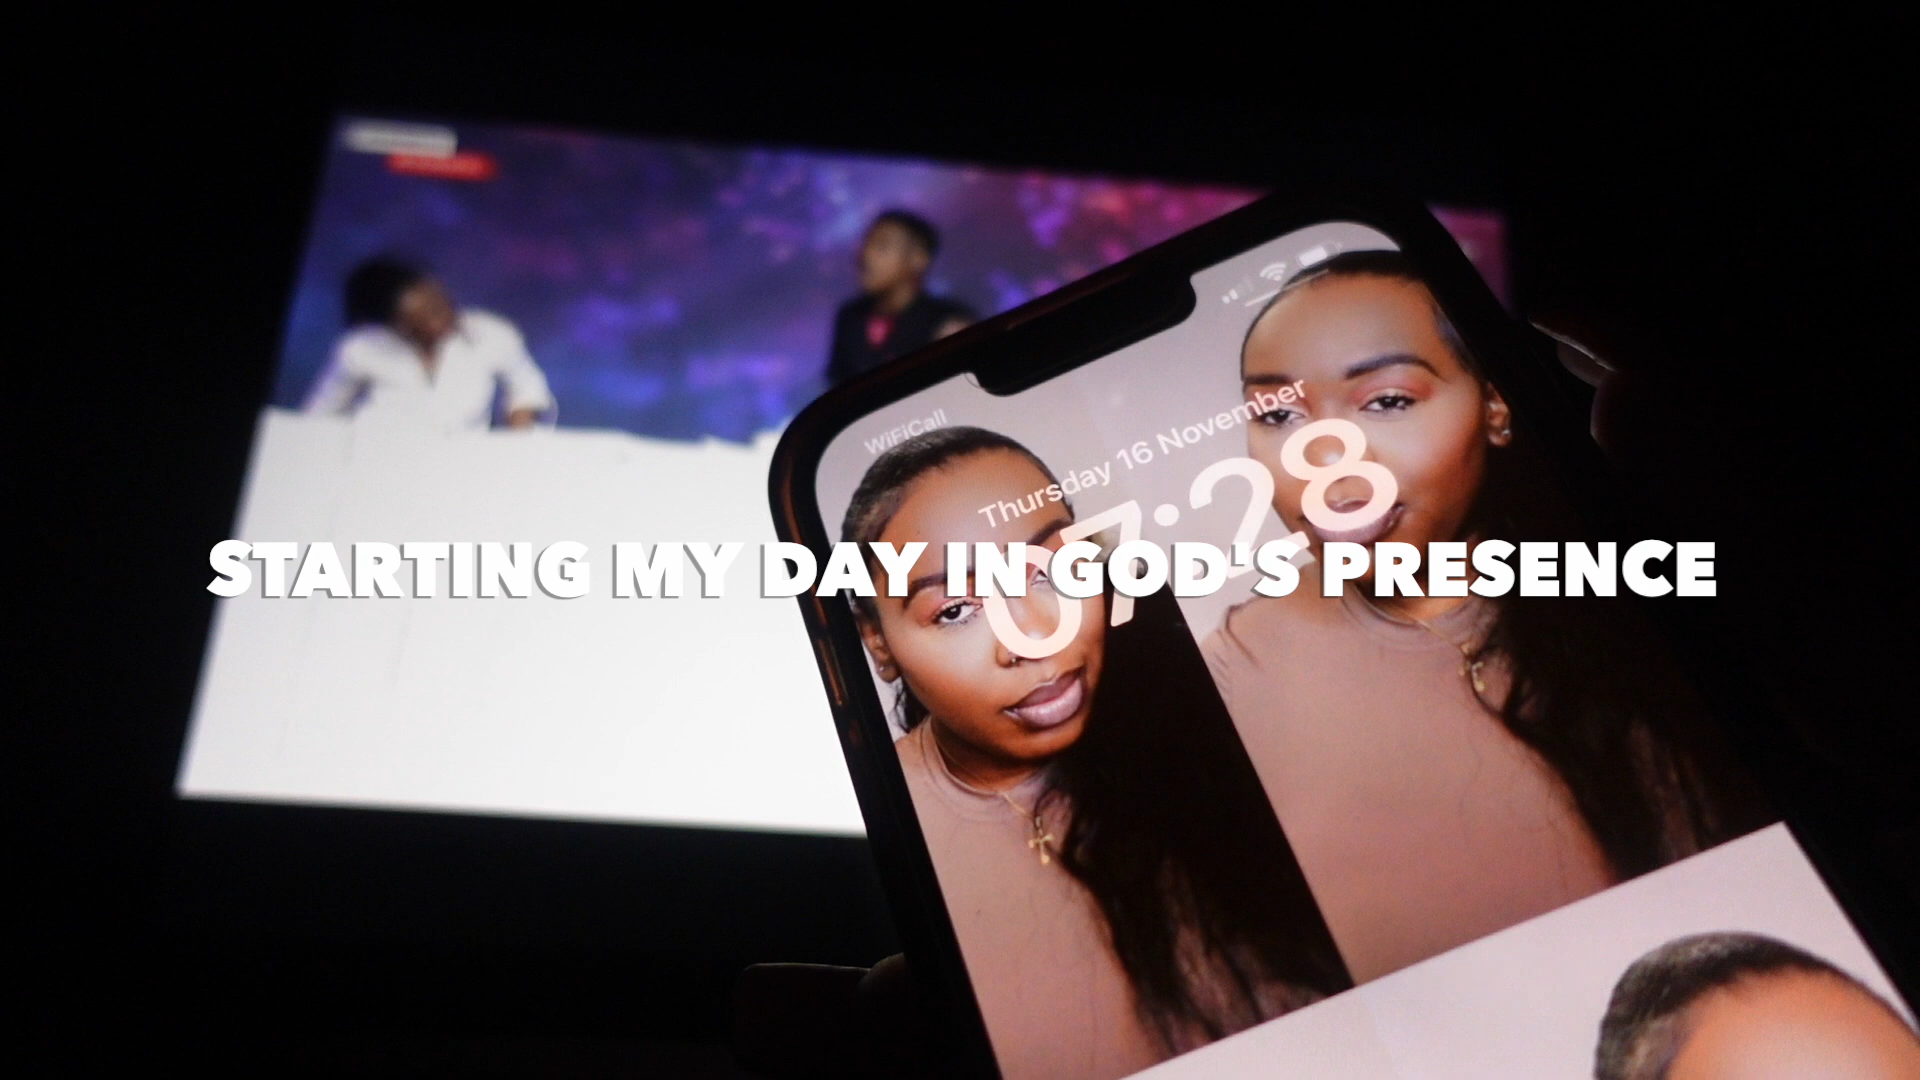 WiFiCall
Thursday 16 November
07:28
STARTING MY DAY IN GOD'S PRESENCE